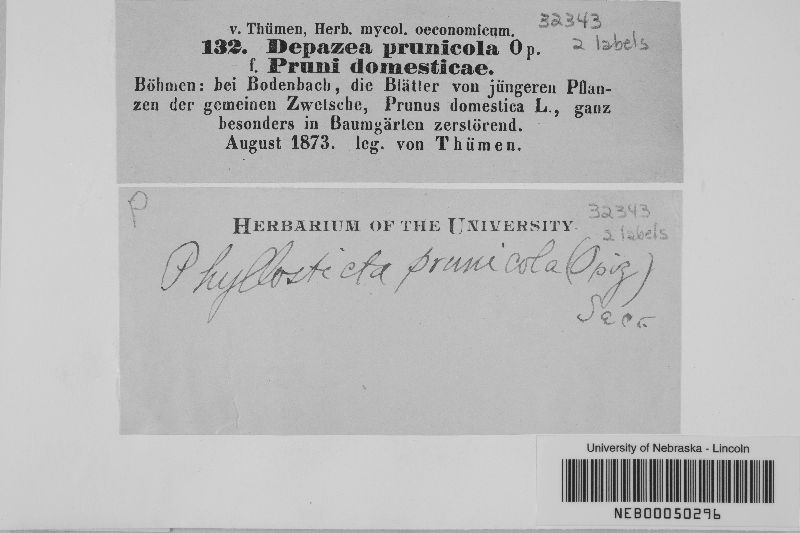 v. Thümen, Herb. mycol. oeconomicum.
32343
2 labels
132. Depazea prunicola Op.
f. Pruni domesticae.
Böhmen: bei Bodenbach, die Blätter von jüngeren Pflan-
zen der gemeinen Zwetsche, Prunus domestica L., ganz
besonders in Baumgärten zerstörend.
August 1873. leg. von Thümen.
P
HERBARIUM OF THE UNIVERSITY
32343
2 labels
Phyllosticta prunicola (Opiz)
Sacc
University of Nebraska - Lincoln
NEB00050296